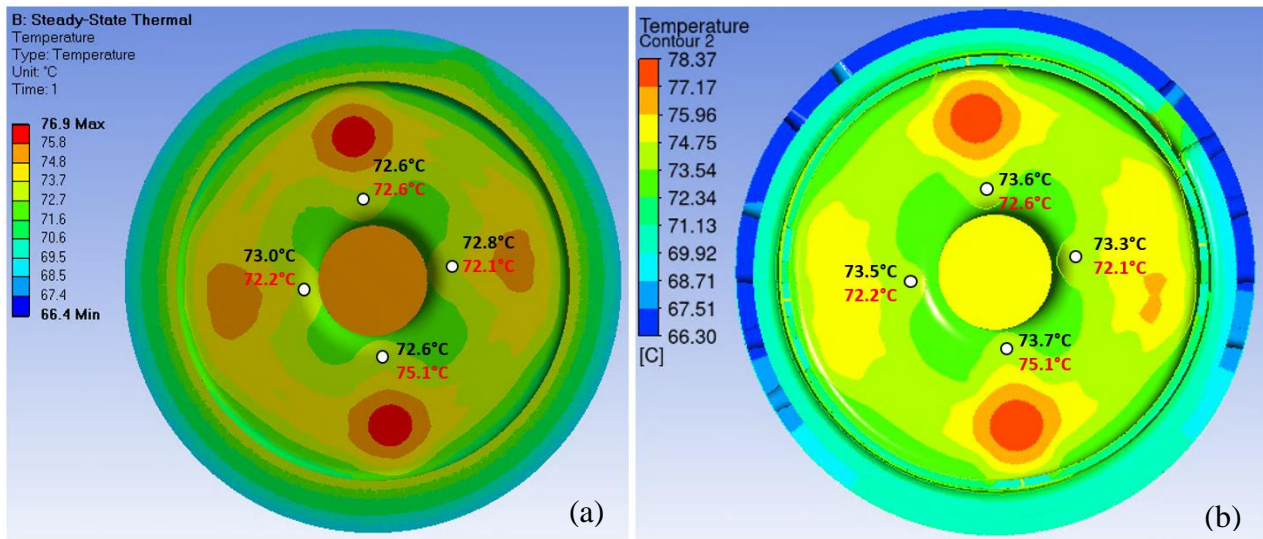 B: Steady-State Thermal
Temperature
Type: Temperature
Unit: °C
Time: 1
76.9 Max
75.8
74.8
73.7
72.7
71.6
70.6
69.5
68.5
67.4
66.4 Min
72.6°C
72.6°C
72.8°C
72.1°C
73.0°C
72.2°C
72.6°C
75.1°C
(a)
Temperature
Contour 2
78.37
77.17
75.96
74.75
73.54
72.34
71.13
69.92
68.71
67.51
66.30
[C]
73.6°C
72.6°C
73.3°C
72.1°C
73.5°C
72.2°C
73.7°C
75.1°C
(b)